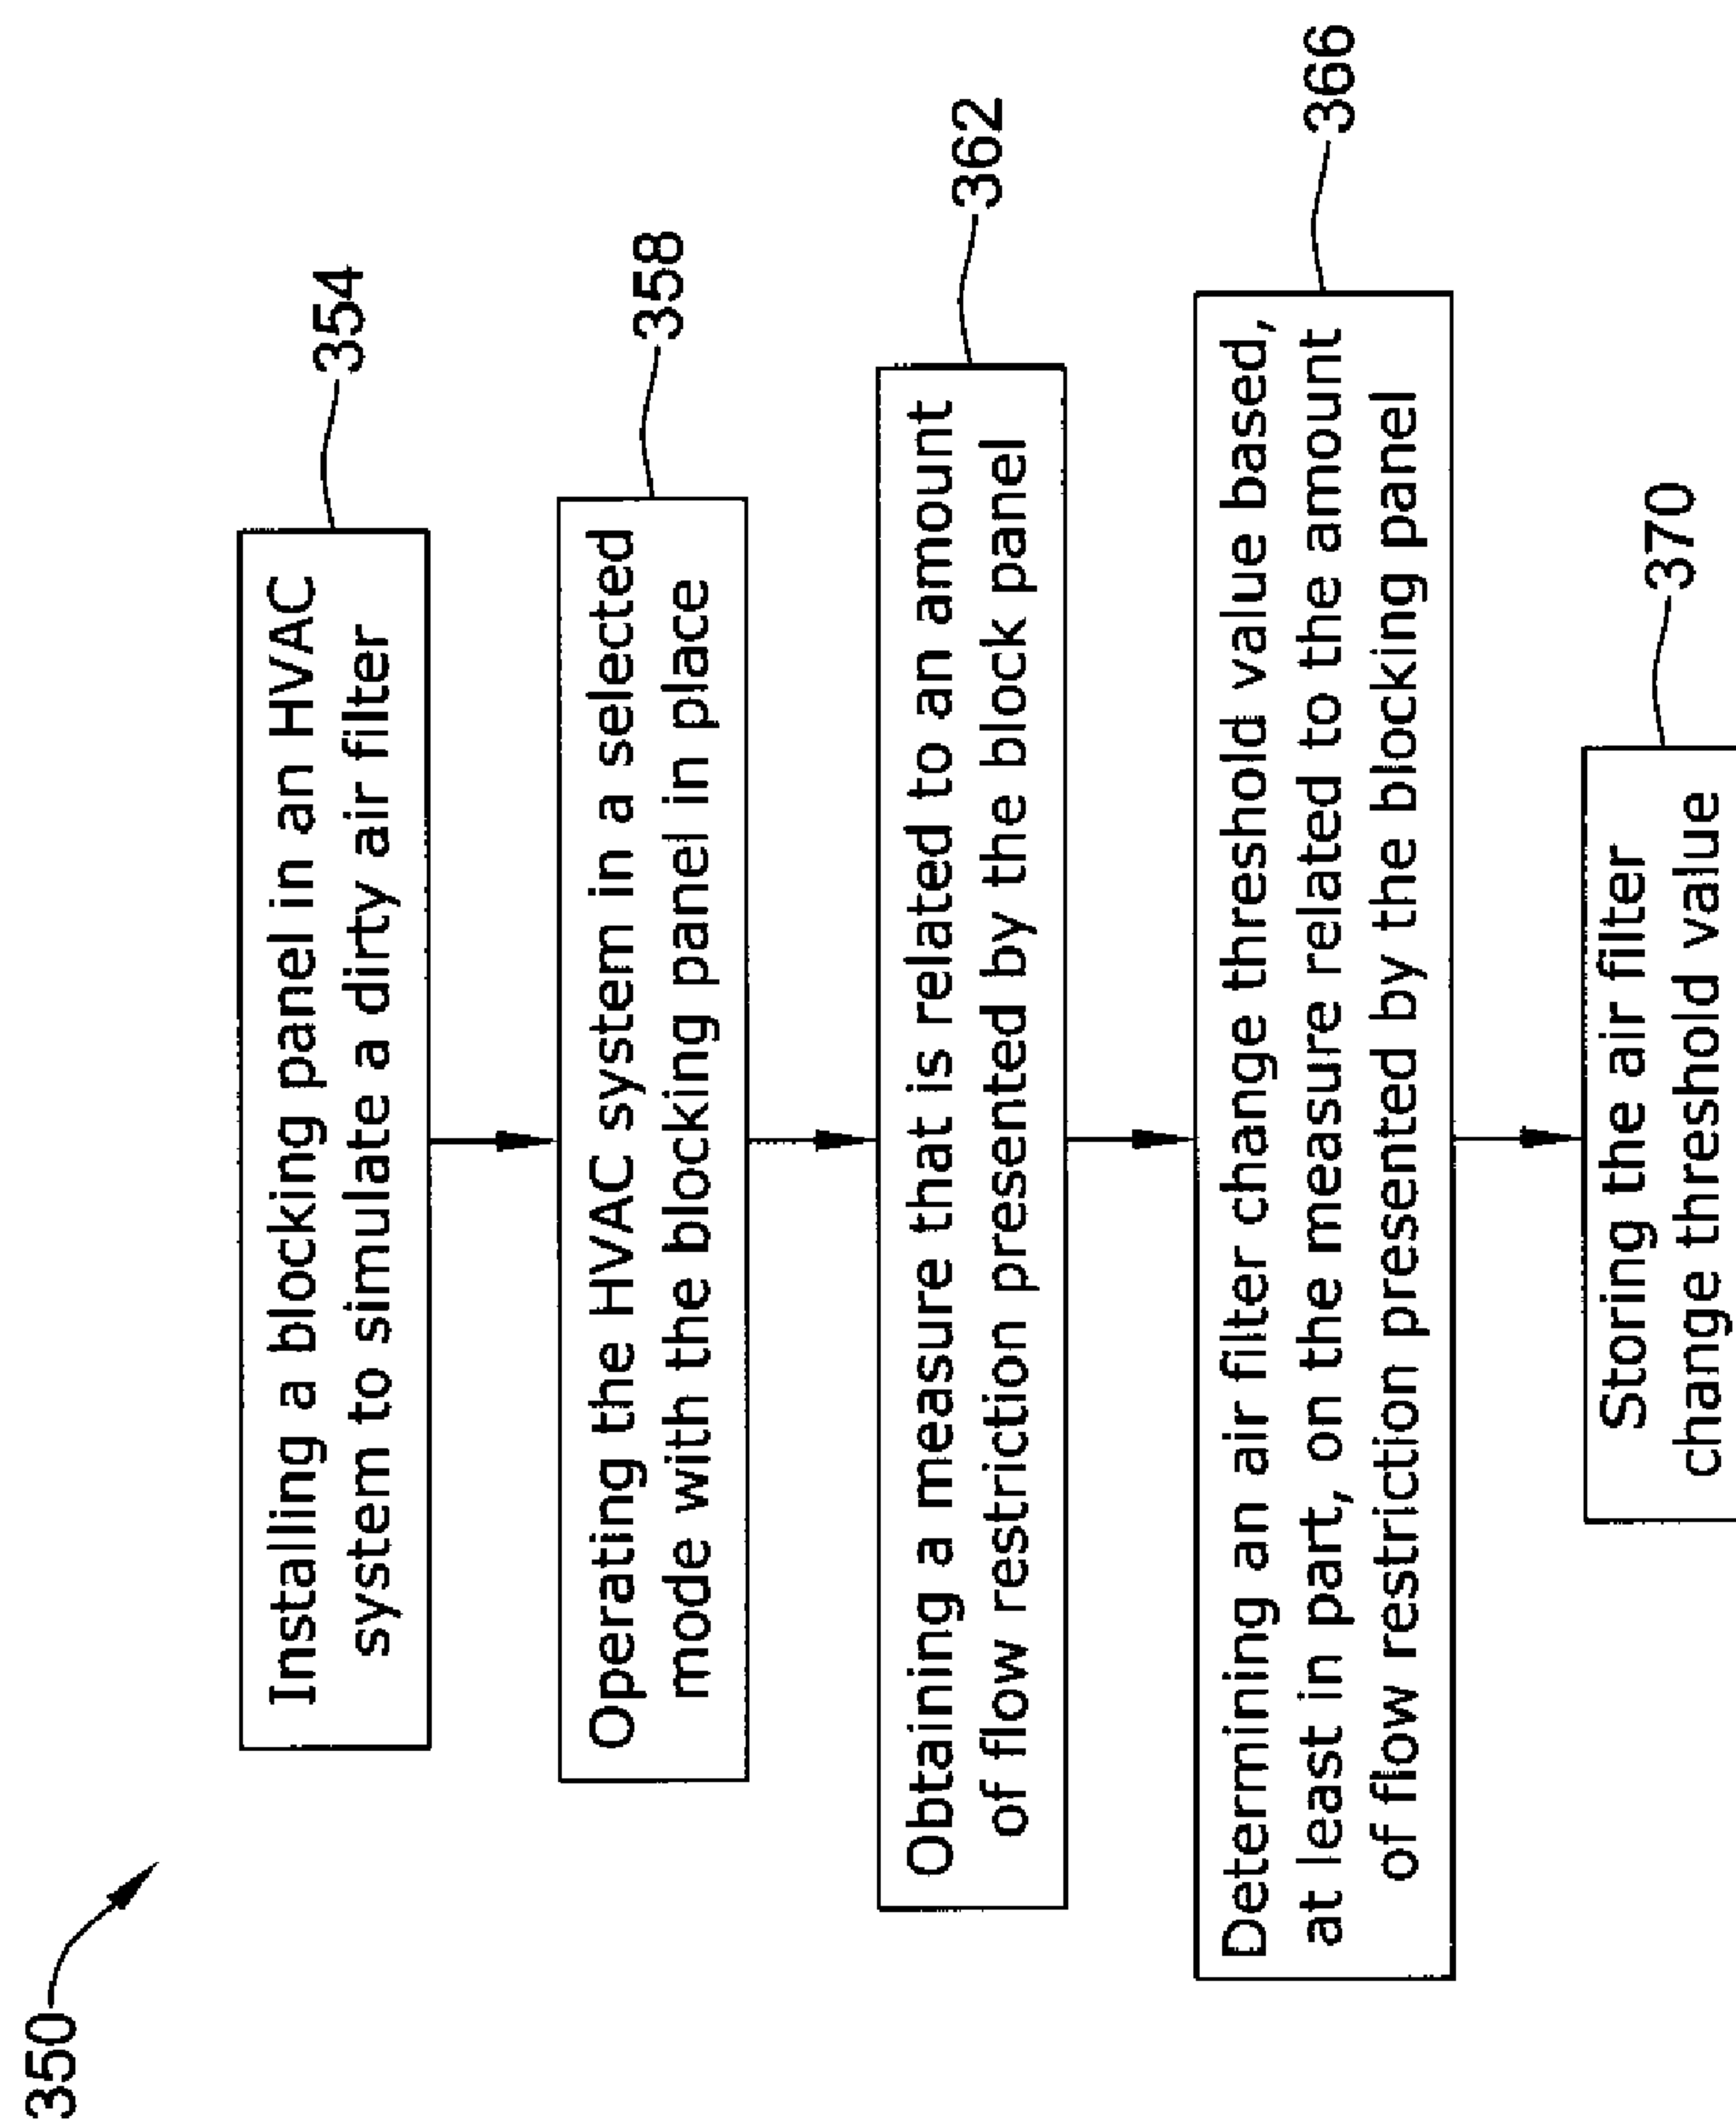 350
Installing a blocking panel in an HVAC
system to simulate a dirty air filter
354
Operating the HVAC system in a selected
mode with the blocking panel in place
358
Obtaining a measure that is related to an amount
of flow restriction presented by the block panel
362
Determining an air filter change threshold value based,
at least in part, on the measure related to the amount
of flow restriction presented by the blocking panel
366
Storing the air filter
change threshold value
370